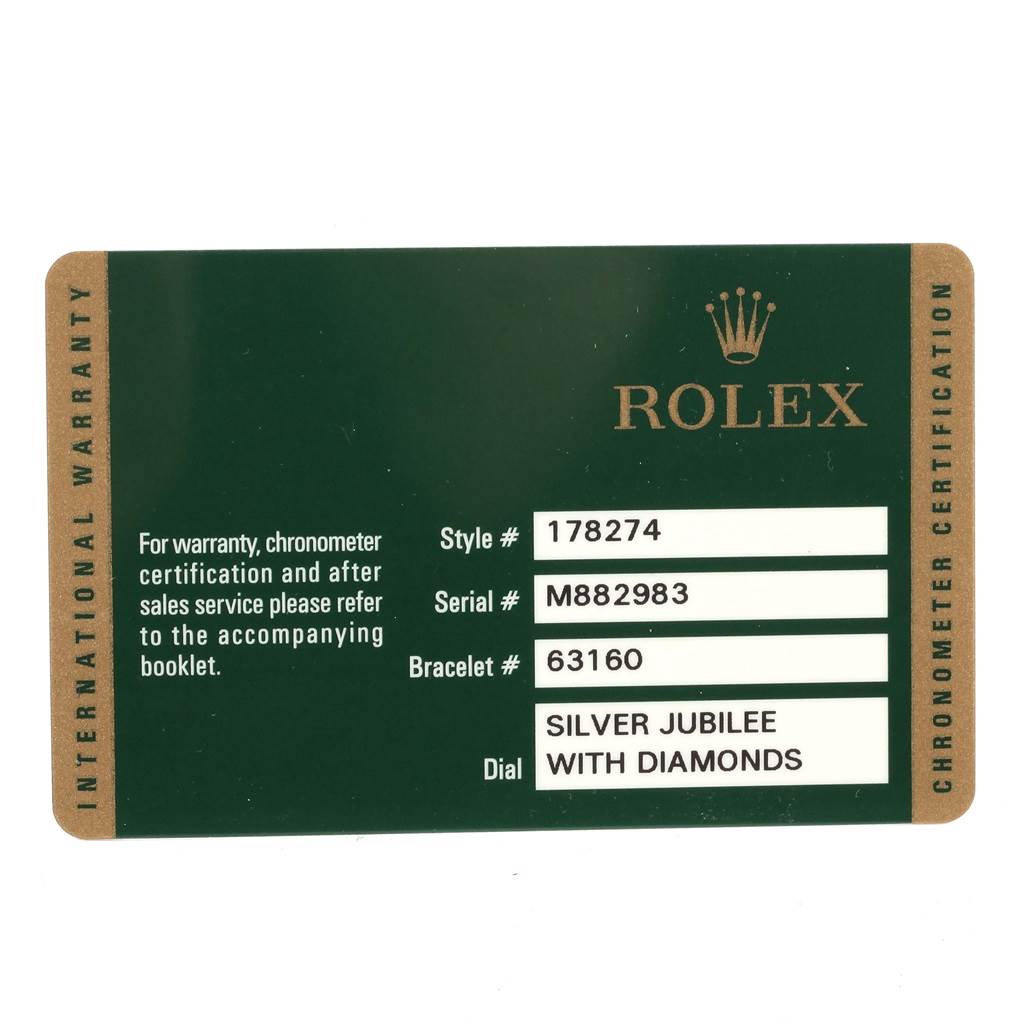 INTERNATIONAL WARRANTY
ROLEX
For warranty, chronometer
certification and after
sales service please refer
to the accompanying
booklet.
Style # 178274
Serial # M882983
Bracelet # 63160
Dial SILVER JUBILEE
WITH DIAMONDS
CHRONOMETER CERTIFICATION